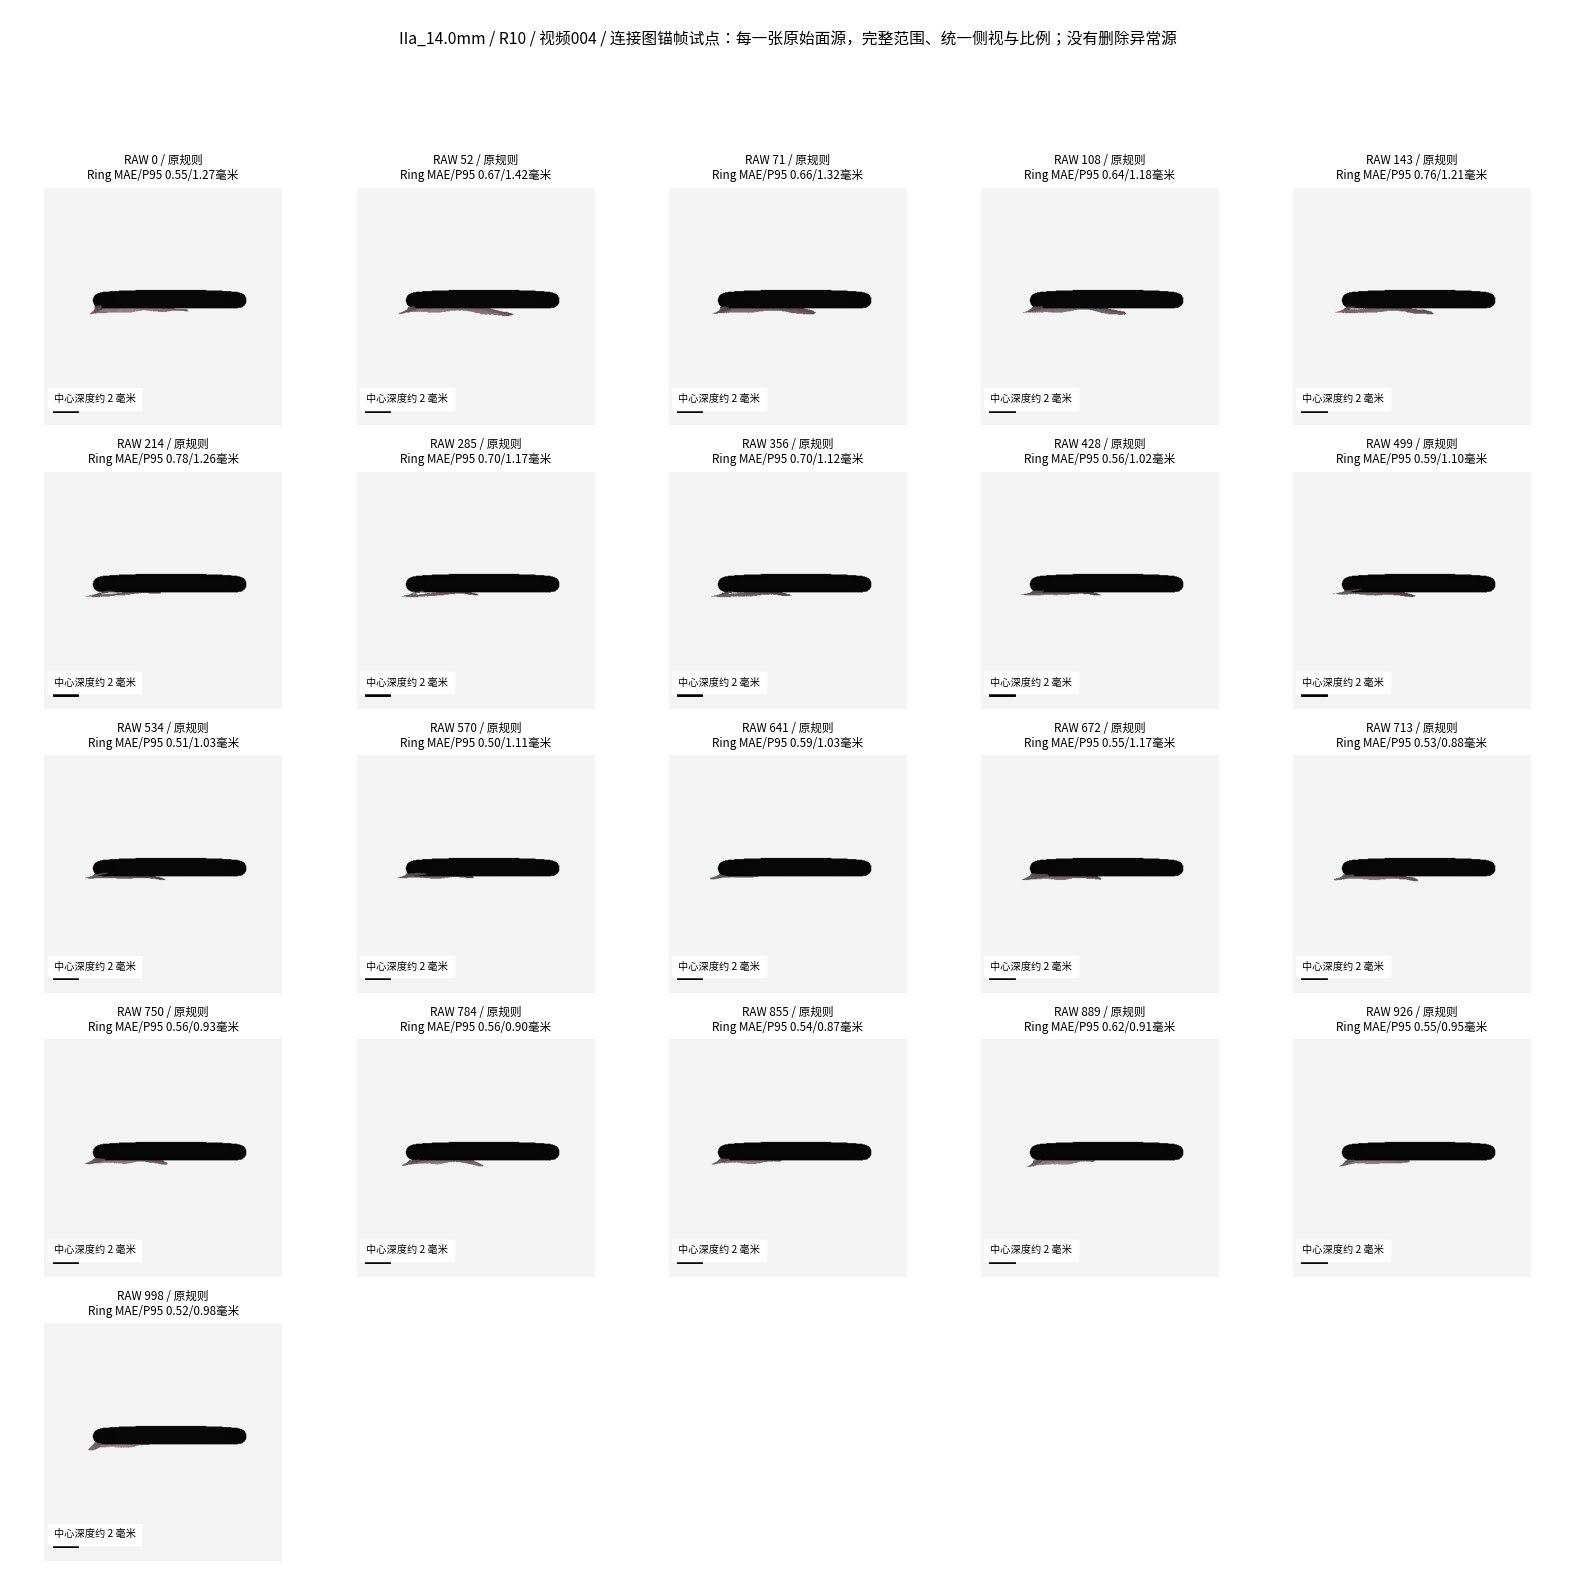 IIa_14.0mm / R10 / 视频004 / 连接图锚帧试点：每一张原始面源，完整范围、统一侧视与比例；没有删除异常源
RAW 0 / 原规则
Ring MAE/P95 0.55/1.27毫米
中心深度约 2 毫米
RAW 52 / 原规则
Ring MAE/P95 0.67/1.42毫米
中心深度约 2 毫米
RAW 71 / 原规则
Ring MAE/P95 0.66/1.32毫米
中心深度约 2 毫米
RAW 108 / 原规则
Ring MAE/P95 0.64/1.18毫米
中心深度约 2 毫米
RAW 143 / 原规则
Ring MAE/P95 0.76/1.21毫米
中心深度约 2 毫米
RAW 214 / 原规则
Ring MAE/P95 0.78/1.26毫米
中心深度约 2 毫米
RAW 285 / 原规则
Ring MAE/P95 0.70/1.17毫米
中心深度约 2 毫米
RAW 356 / 原规则
Ring MAE/P95 0.70/1.12毫米
中心深度约 2 毫米
RAW 428 / 原规则
Ring MAE/P95 0.56/1.02毫米
中心深度约 2 毫米
RAW 499 / 原规则
Ring MAE/P95 0.59/1.10毫米
中心深度约 2 毫米
RAW 534 / 原规则
Ring MAE/P95 0.51/1.03毫米
中心深度约 2 毫米
RAW 570 / 原规则
Ring MAE/P95 0.50/1.11毫米
中心深度约 2 毫米
RAW 641 / 原规则
Ring MAE/P95 0.59/1.03毫米
中心深度约 2 毫米
RAW 672 / 原规则
Ring MAE/P95 0.55/1.17毫米
中心深度约 2 毫米
RAW 713 / 原规则
Ring MAE/P95 0.53/0.88毫米
中心深度约 2 毫米
RAW 750 / 原规则
Ring MAE/P95 0.56/0.93毫米
中心深度约 2 毫米
RAW 784 / 原规则
Ring MAE/P95 0.56/0.90毫米
中心深度约 2 毫米
RAW 855 / 原规则
Ring MAE/P95 0.54/0.87毫米
中心深度约 2 毫米
RAW 889 / 原规则
Ring MAE/P95 0.62/0.91毫米
中心深度约 2 毫米
RAW 926 / 原规则
Ring MAE/P95 0.55/0.95毫米
中心深度约 2 毫米
RAW 998 / 原规则
Ring MAE/P95 0.52/0.98毫米
中心深度约 2 毫米